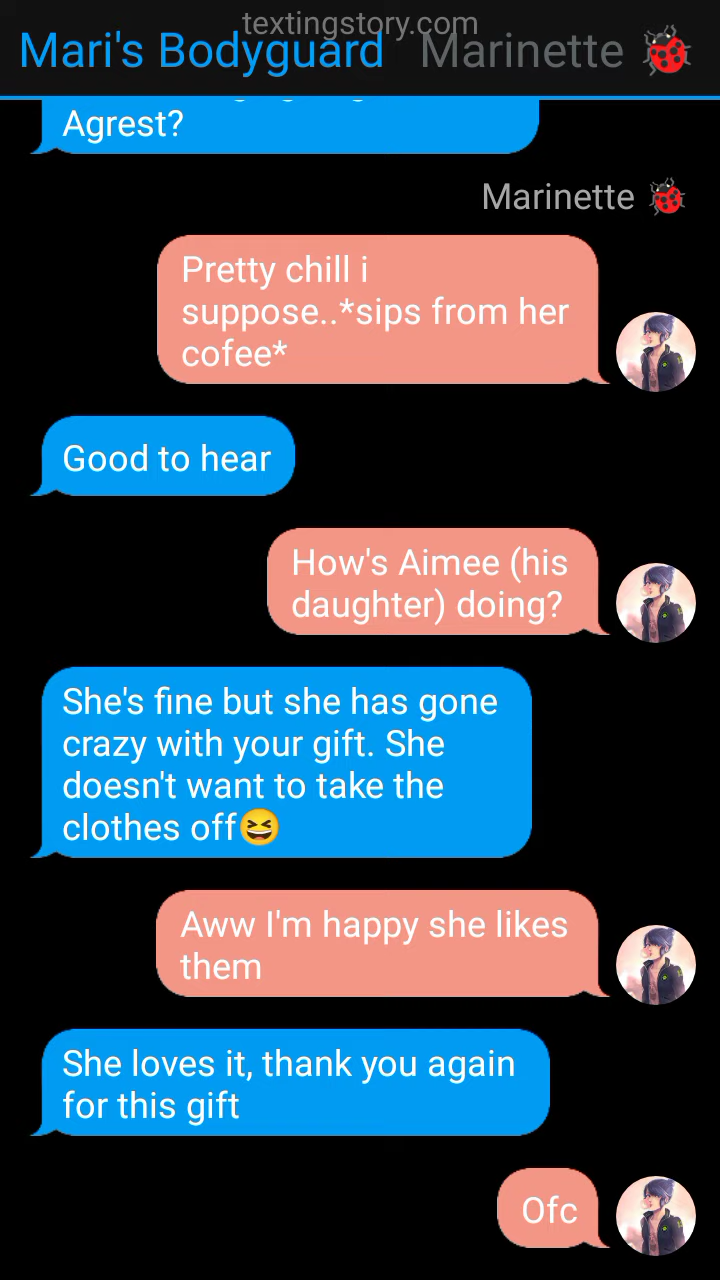 textingstory.com
Mari's Bodyguard Marinette 🐞
Agrest?
Marinette 🐞
Pretty chill i
suppose..*sips from her
cofee*
Good to hear
How's Aimee (his
daughter) doing?
She's fine but she has gone
crazy with your gift. She
doesn't want to take the
clothes off😆
Aww I'm happy she likes
them
She loves it, thank you again
for this gift
Ofc